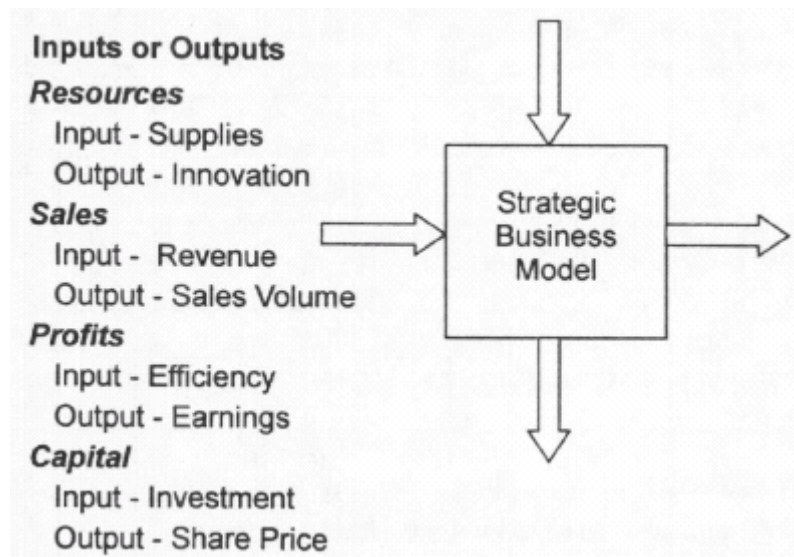 Inputs or Outputs
Resources
Input - Supplies
Output - Innovation
Sales
Input - Revenue
Output - Sales Volume
Profits
Input - Efficiency
Output - Earnings
Capital
Input - Investment
Output - Share Price
Strategic
Business
Model